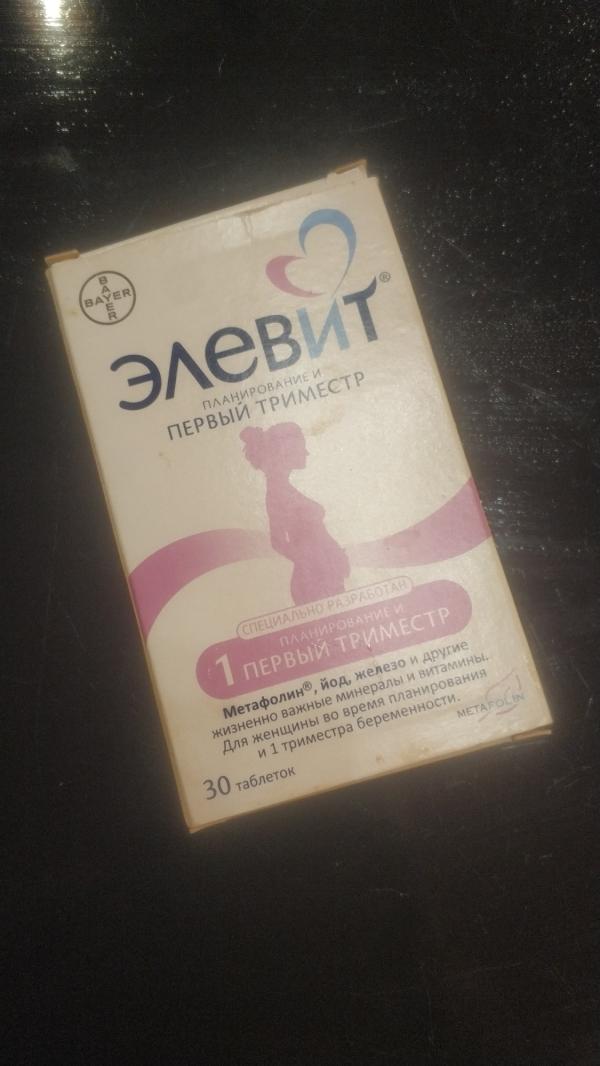 BAYER
BAYER
элевит®
ПЛАНИРОВАНИЕ И
ПЕРВЫЙ ТРИМЕСТР
СПЕЦИАЛЬНО РАЗРАБОТАН
ПЛАНИРОВАНИЕ И
1 ПЕРВЫЙ ТРИМЕСТР
Метафолин®, йод, железо и другие
жизненно важные минералы и витамины.
Для женщины во время планирования
и 1 триместра беременности.
METAFOLIN
30 таблеток